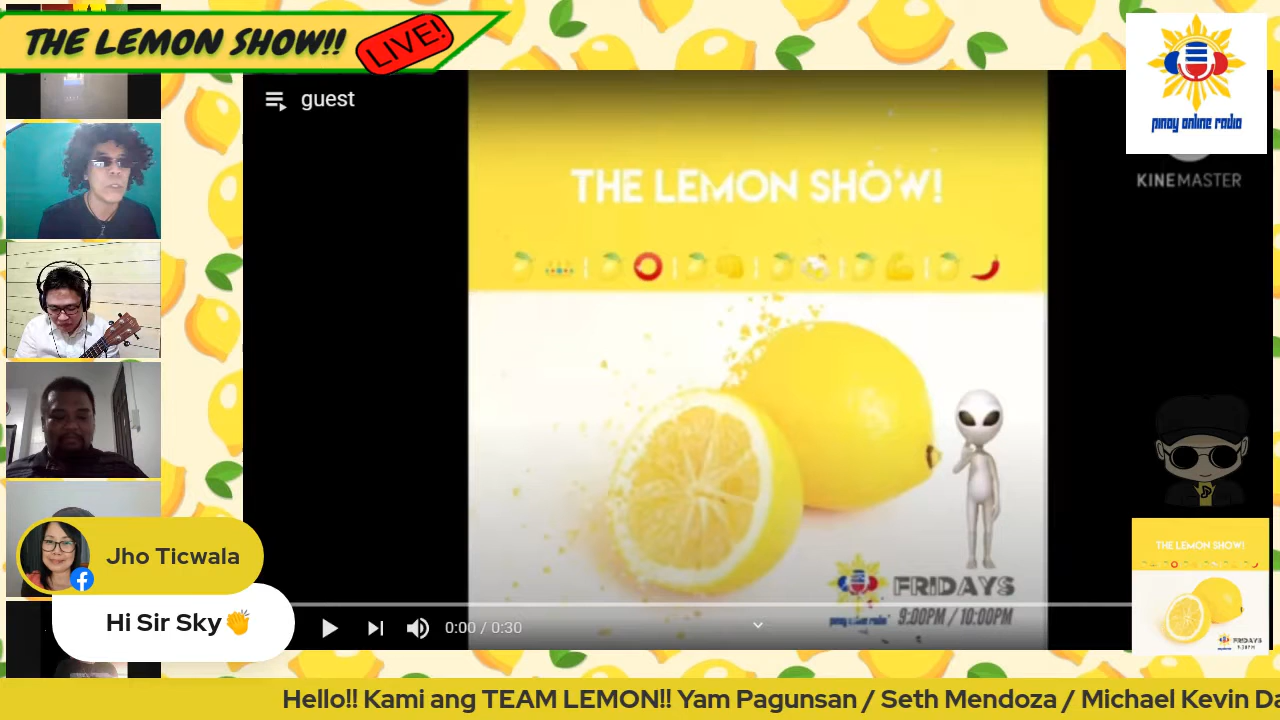 THE LEMON SHOW!!
LIVE!
guest
pinoy online radio
KINEMASTER
THE LEMON SHOW!
FRIDAYS
9:00PM / 10:00PM
0:00 / 0:30
THE LEMON SHOW!
FRIDAYS
Jho Ticwala
Hi Sir Sky👏
Hello!! Kami ang TEAM LEMON!! Yam Pagunsan / Seth Mendoza / Michael Kevin Da